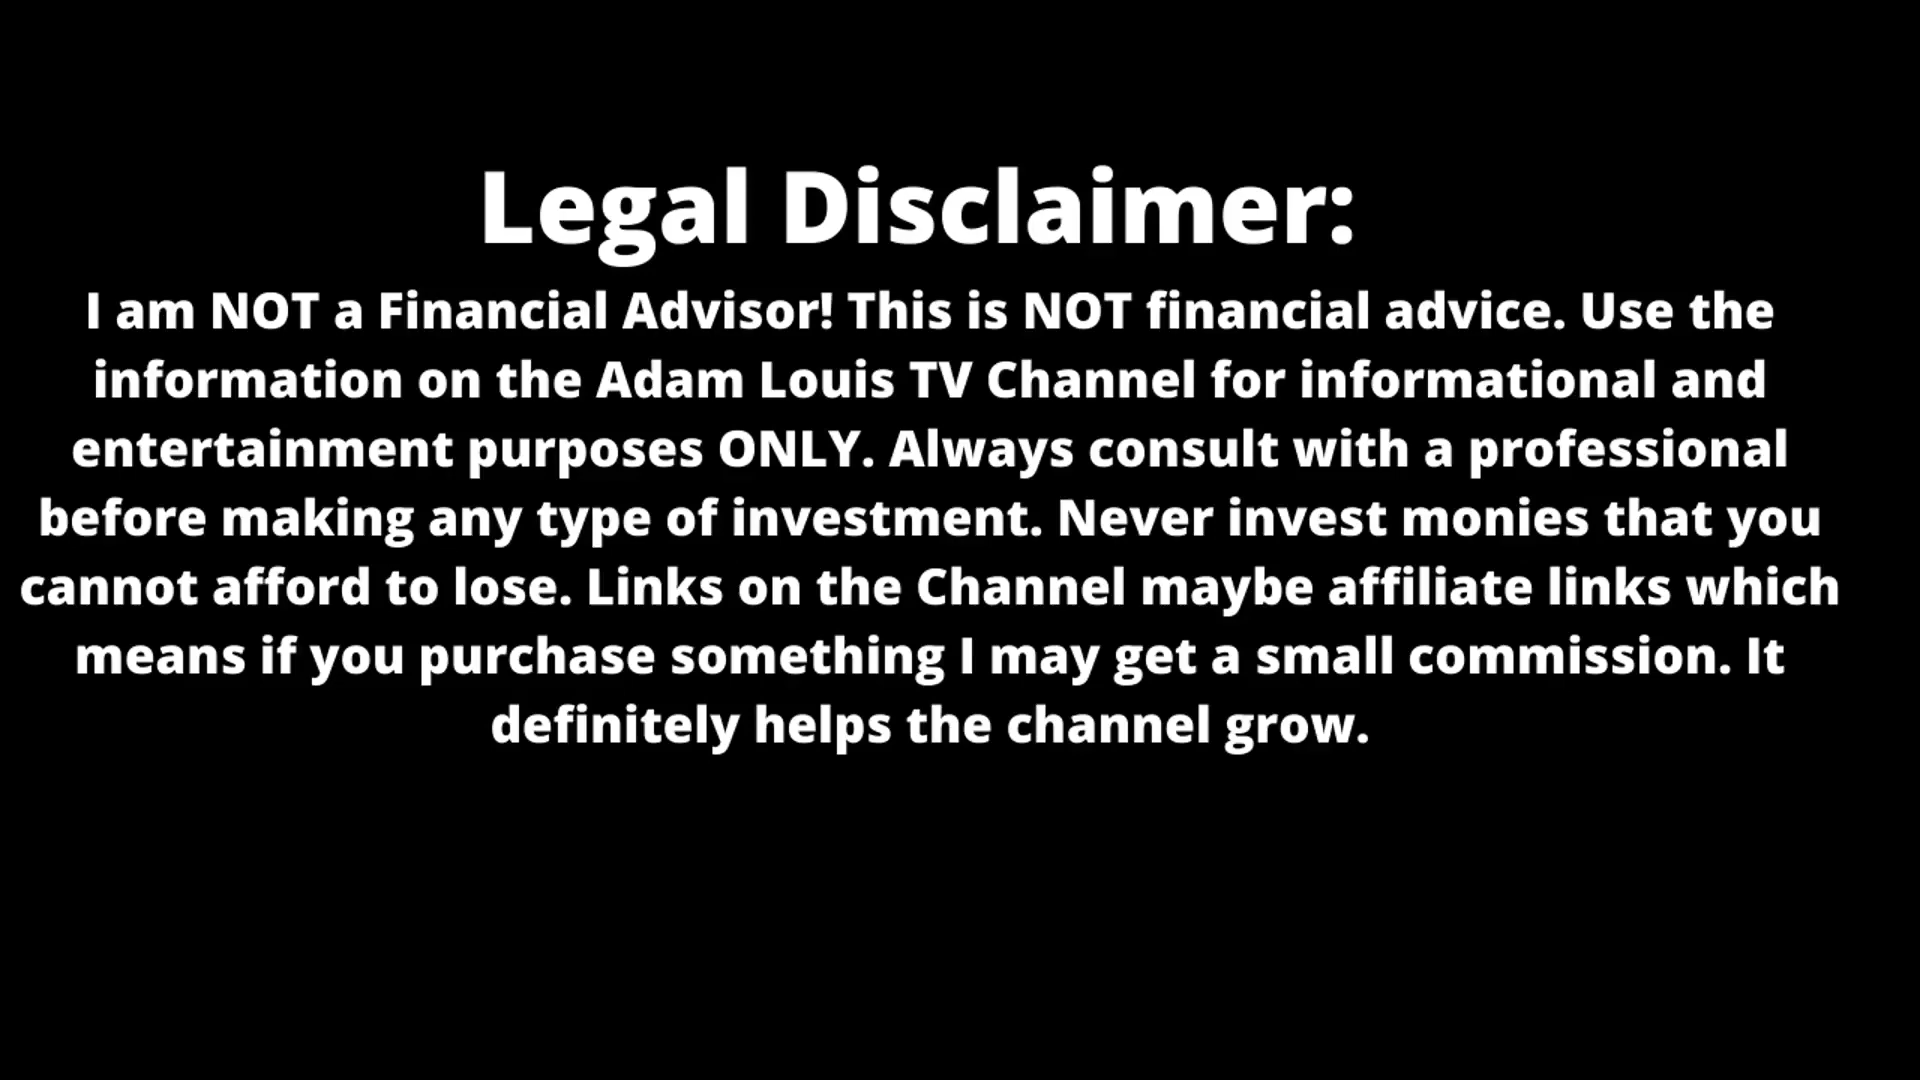 Legal Disclaimer:
I am NOT a Financial Advisor! This is NOT financial advice. Use the
information on the Adam Louis TV Channel for informational and
entertainment purposes ONLY. Always consult with a professional
before making any type of investment. Never invest monies that you
cannot afford to lose. Links on the Channel maybe affiliate links which
means if you purchase something I may get a small commission. It
definitely helps the channel grow.